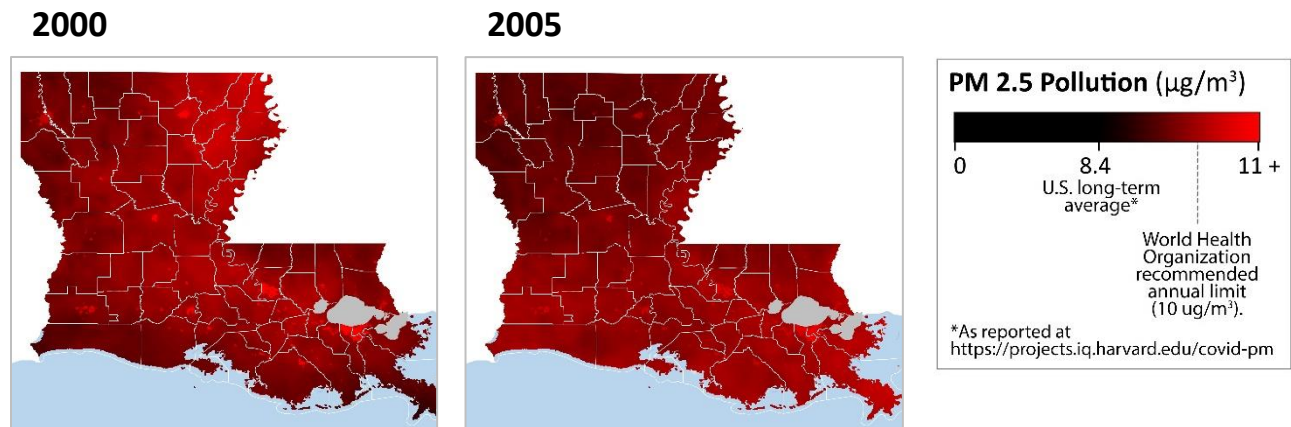 2000
2005
PM 2.5 Pollution (µg/m³)
0
8.4
11 +
U.S. long-term
average*
World Health
Organization
recommended
annual limit
(10 ug/m³).
*As reported at
https://projects.iq.harvard.edu/covid-pm